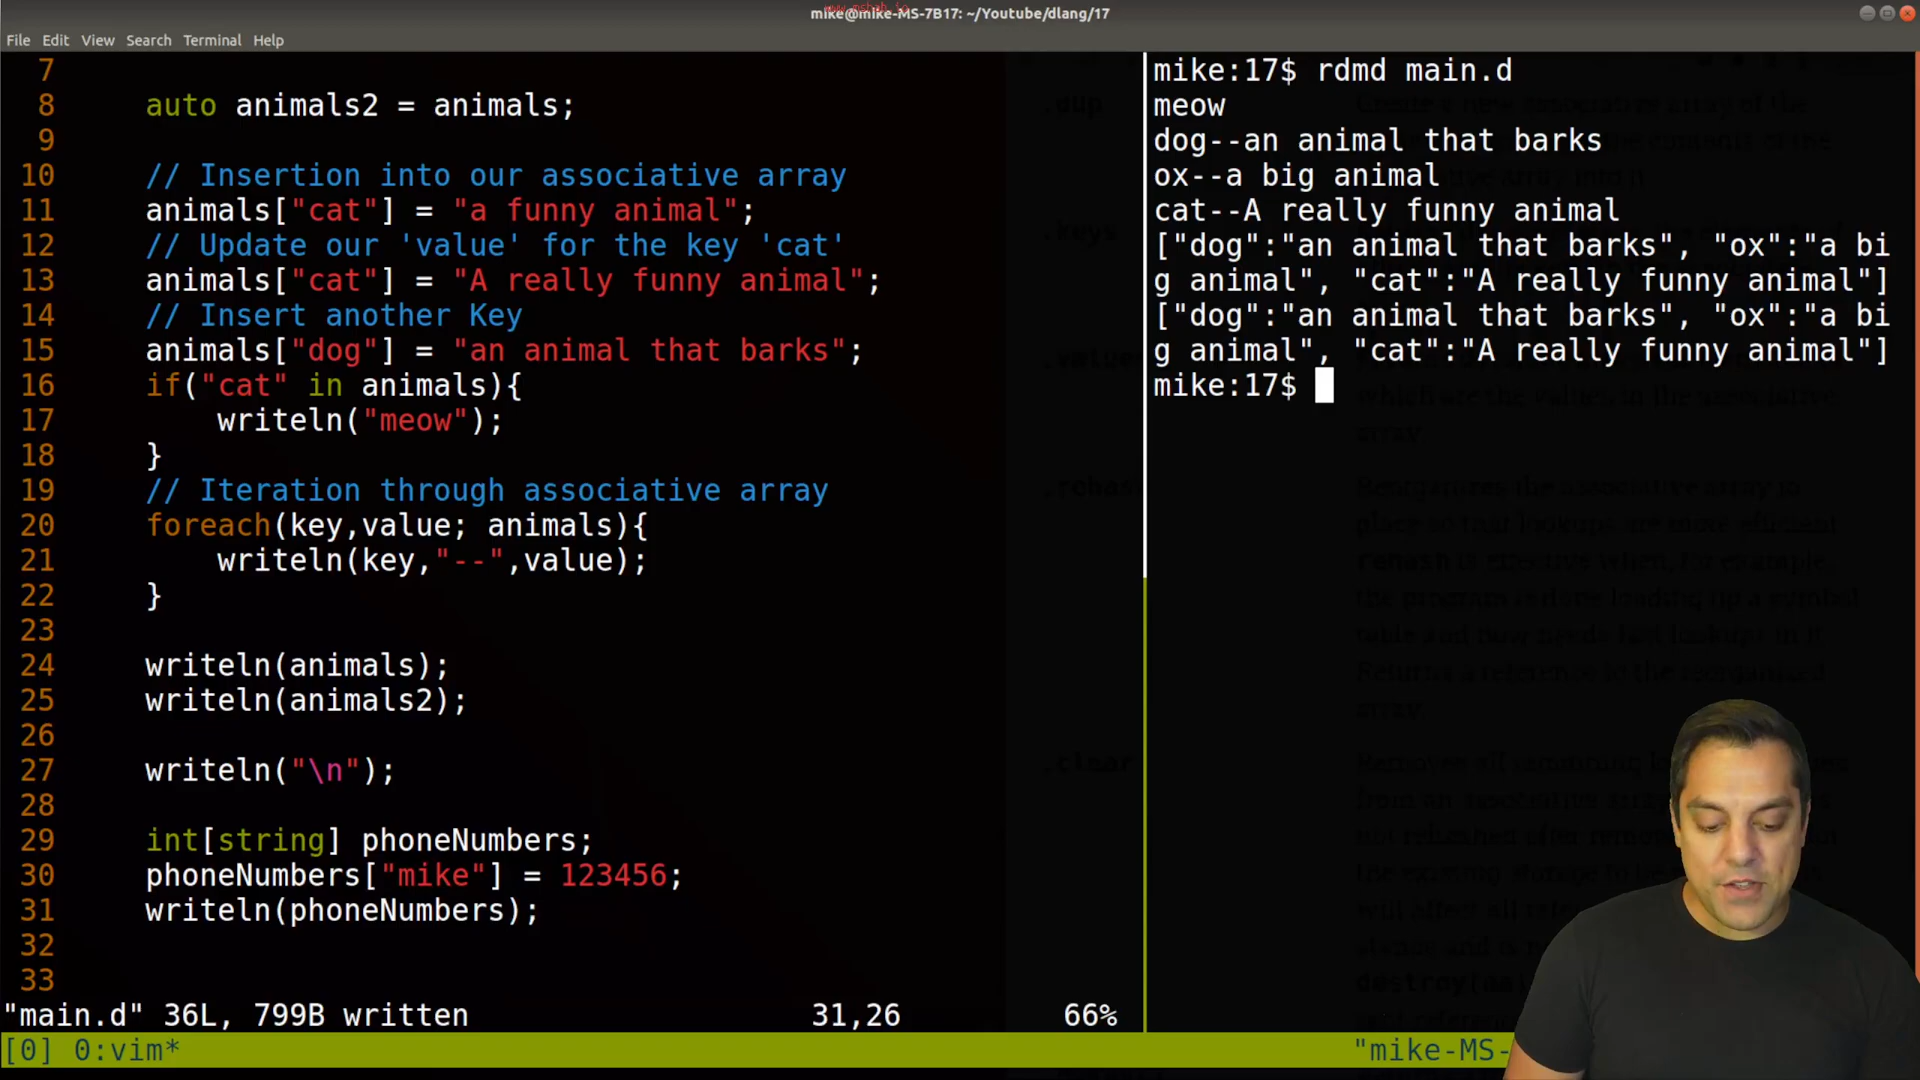 www.mshah.io
mike@mike-MS-7B17: ~/Youtube/dlang/17
File Edit View Search Terminal Help
7
8 auto animals2 = animals;
9
10 // Insertion into our associative array
11 animals["cat"] = "a funny animal";
12 // Update our 'value' for the key 'cat'
13 animals["cat"] = "A really funny animal";
14 // Insert another Key
15 animals["dog"] = "an animal that barks";
16 if("cat" in animals){
17 writeln("meow");
18 }
19 // Iteration through associative array
20 foreach(key,value; animals){
21 writeln(key,"--",value);
22 }
23
24 writeln(animals);
25 writeln(animals2);
26
27 writeln("\n");
28
29 int[string] phoneNumbers;
30 phoneNumbers["mike"] = 123456;
31 writeln(phoneNumbers);
32
33
"main.d" 36L, 799B written 31,26 66%
mike:17$ rdmd main.d
meow
dog--an animal that barks
ox--a big animal
cat--A really funny animal
["dog":"an animal that barks", "ox":"a bi
g animal", "cat":"A really funny animal"]
["dog":"an animal that barks", "ox":"a bi
g animal", "cat":"A really funny animal"]
mike:17$
[0] 0:vim* "mike-MS-